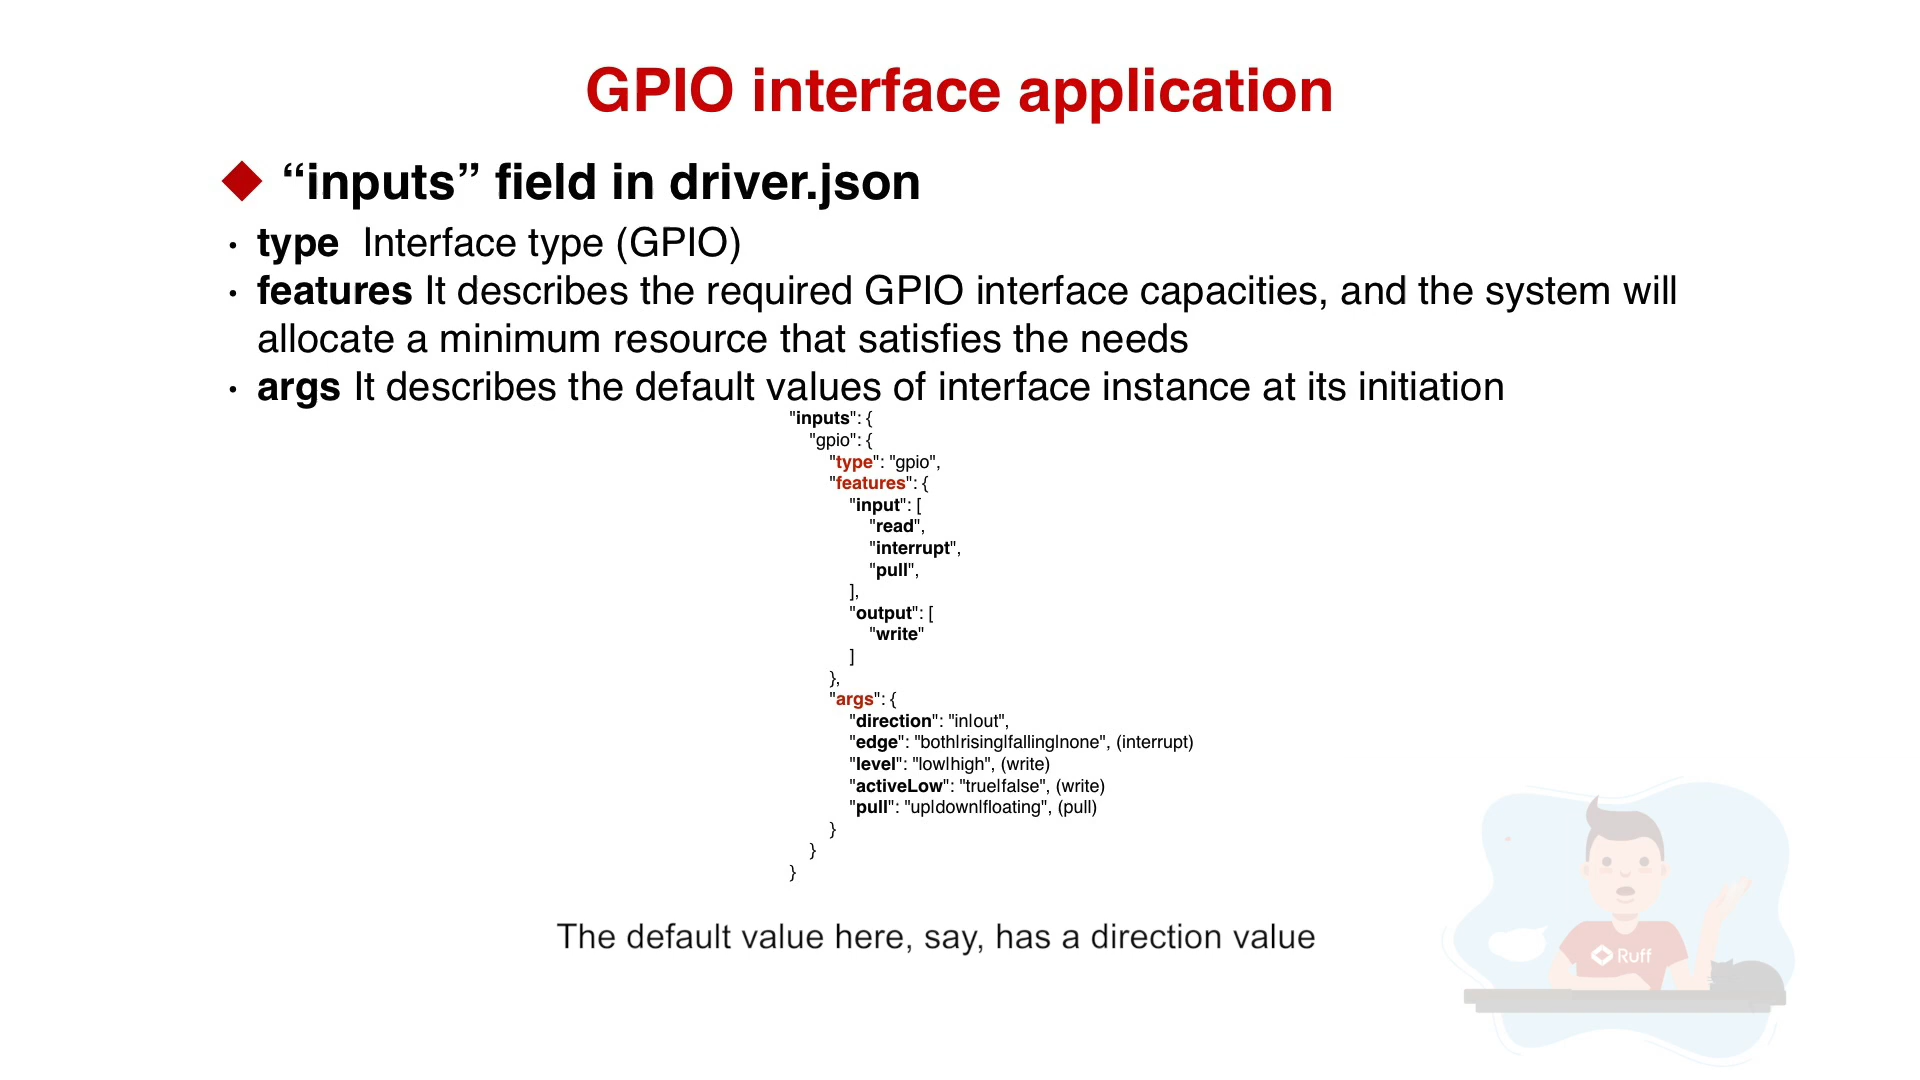 GPIO interface application
“inputs” field in driver.json
· type Interface type (GPIO)
· features It describes the required GPIO interface capacities, and the system will
allocate a minimum resource that satisfies the needs
· args It describes the default values of interface instance at its initiation
"inputs": {
"gpio": {
"type": "gpio",
"features": {
"input": [
"read",
"interrupt",
"pull",
],
"output": [
"write"
]
},
"args": {
"direction": "in|out",
"edge": "both|rising|falling|none", (interrupt)
"level": "low|high", (write)
"activeLow": "true|false", (write)
"pull": "up|down|floating", (pull)
}
}
}
The default value here, say, has a direction value
Ruff